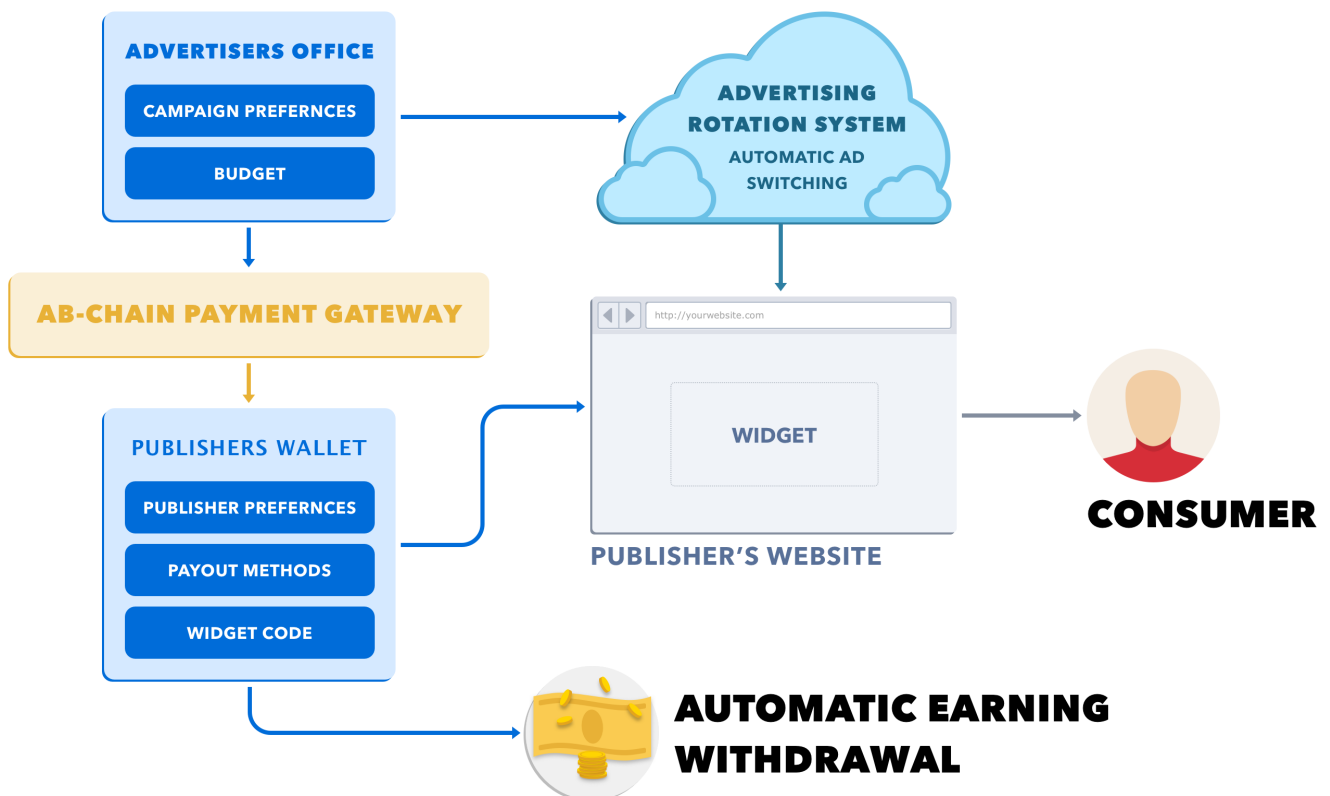 ADVERTISERS OFFICE
CAMPAIGN PREFERNCES
BUDGET
ADVERTISING
ROTATION SYSTEM
AUTOMATIC AD
SWITCHING
AB-CHAIN PAYMENT GATEWAY
http://yourwebsite.com
WIDGET
PUBLISHER'S WEBSITE
CONSUMER
PUBLISHERS WALLET
PUBLISHER PREFERNCES
PAYOUT METHODS
WIDGET CODE
AUTOMATIC EARNING
WITHDRAWAL